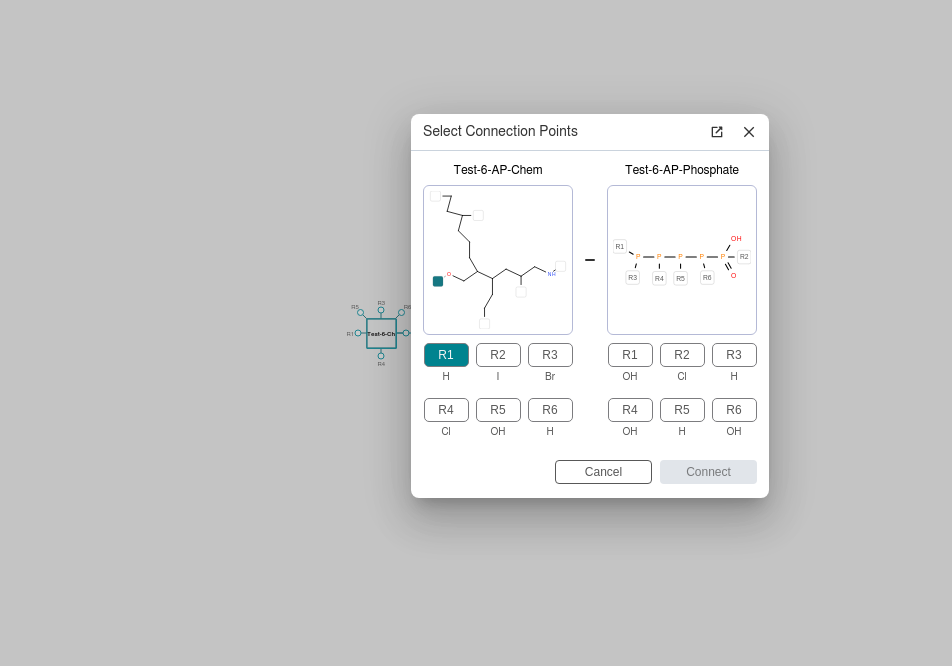 Select Connection Points
Test-6-AP-Chem
Test-6-AP-Phosphate
O
NH
R1
P
P
P
P
P
OH
R2
O
R3
R4
R5
R6
R5
R3
R1
Test-6-Ch
R4
R1
R2
R3
R1
R2
R3
H
I
Br
OH
Cl
H
R4
R5
R6
R4
R5
R6
Cl
OH
H
OH
H
OH
Cancel
Connect